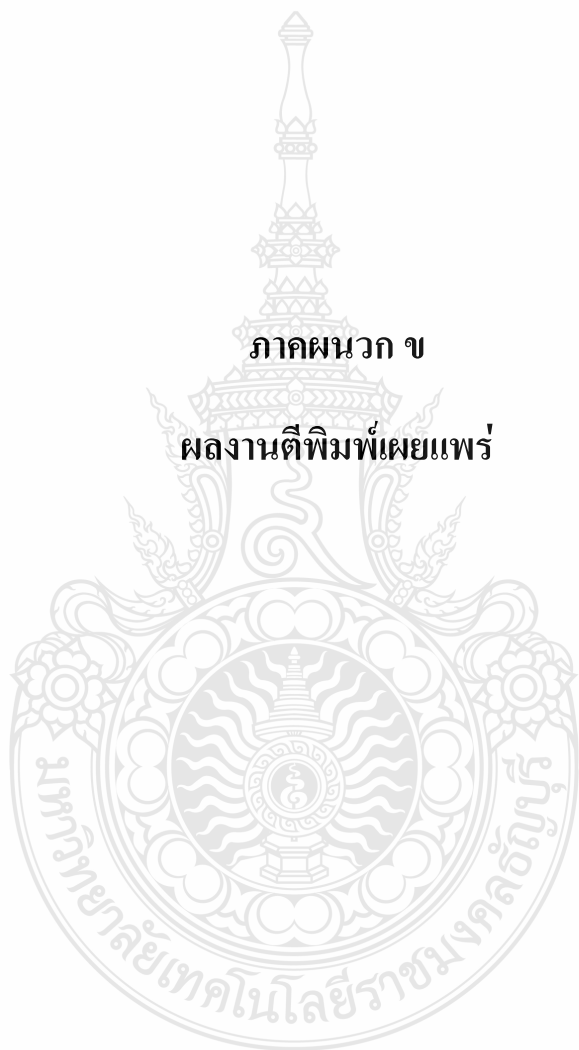 ภาคผนวก ข
ผลงานตีพิมพ์เผยแพร่
มหาวิทยาลัยเทคโนโลยีราชมงคลธัญบุรี